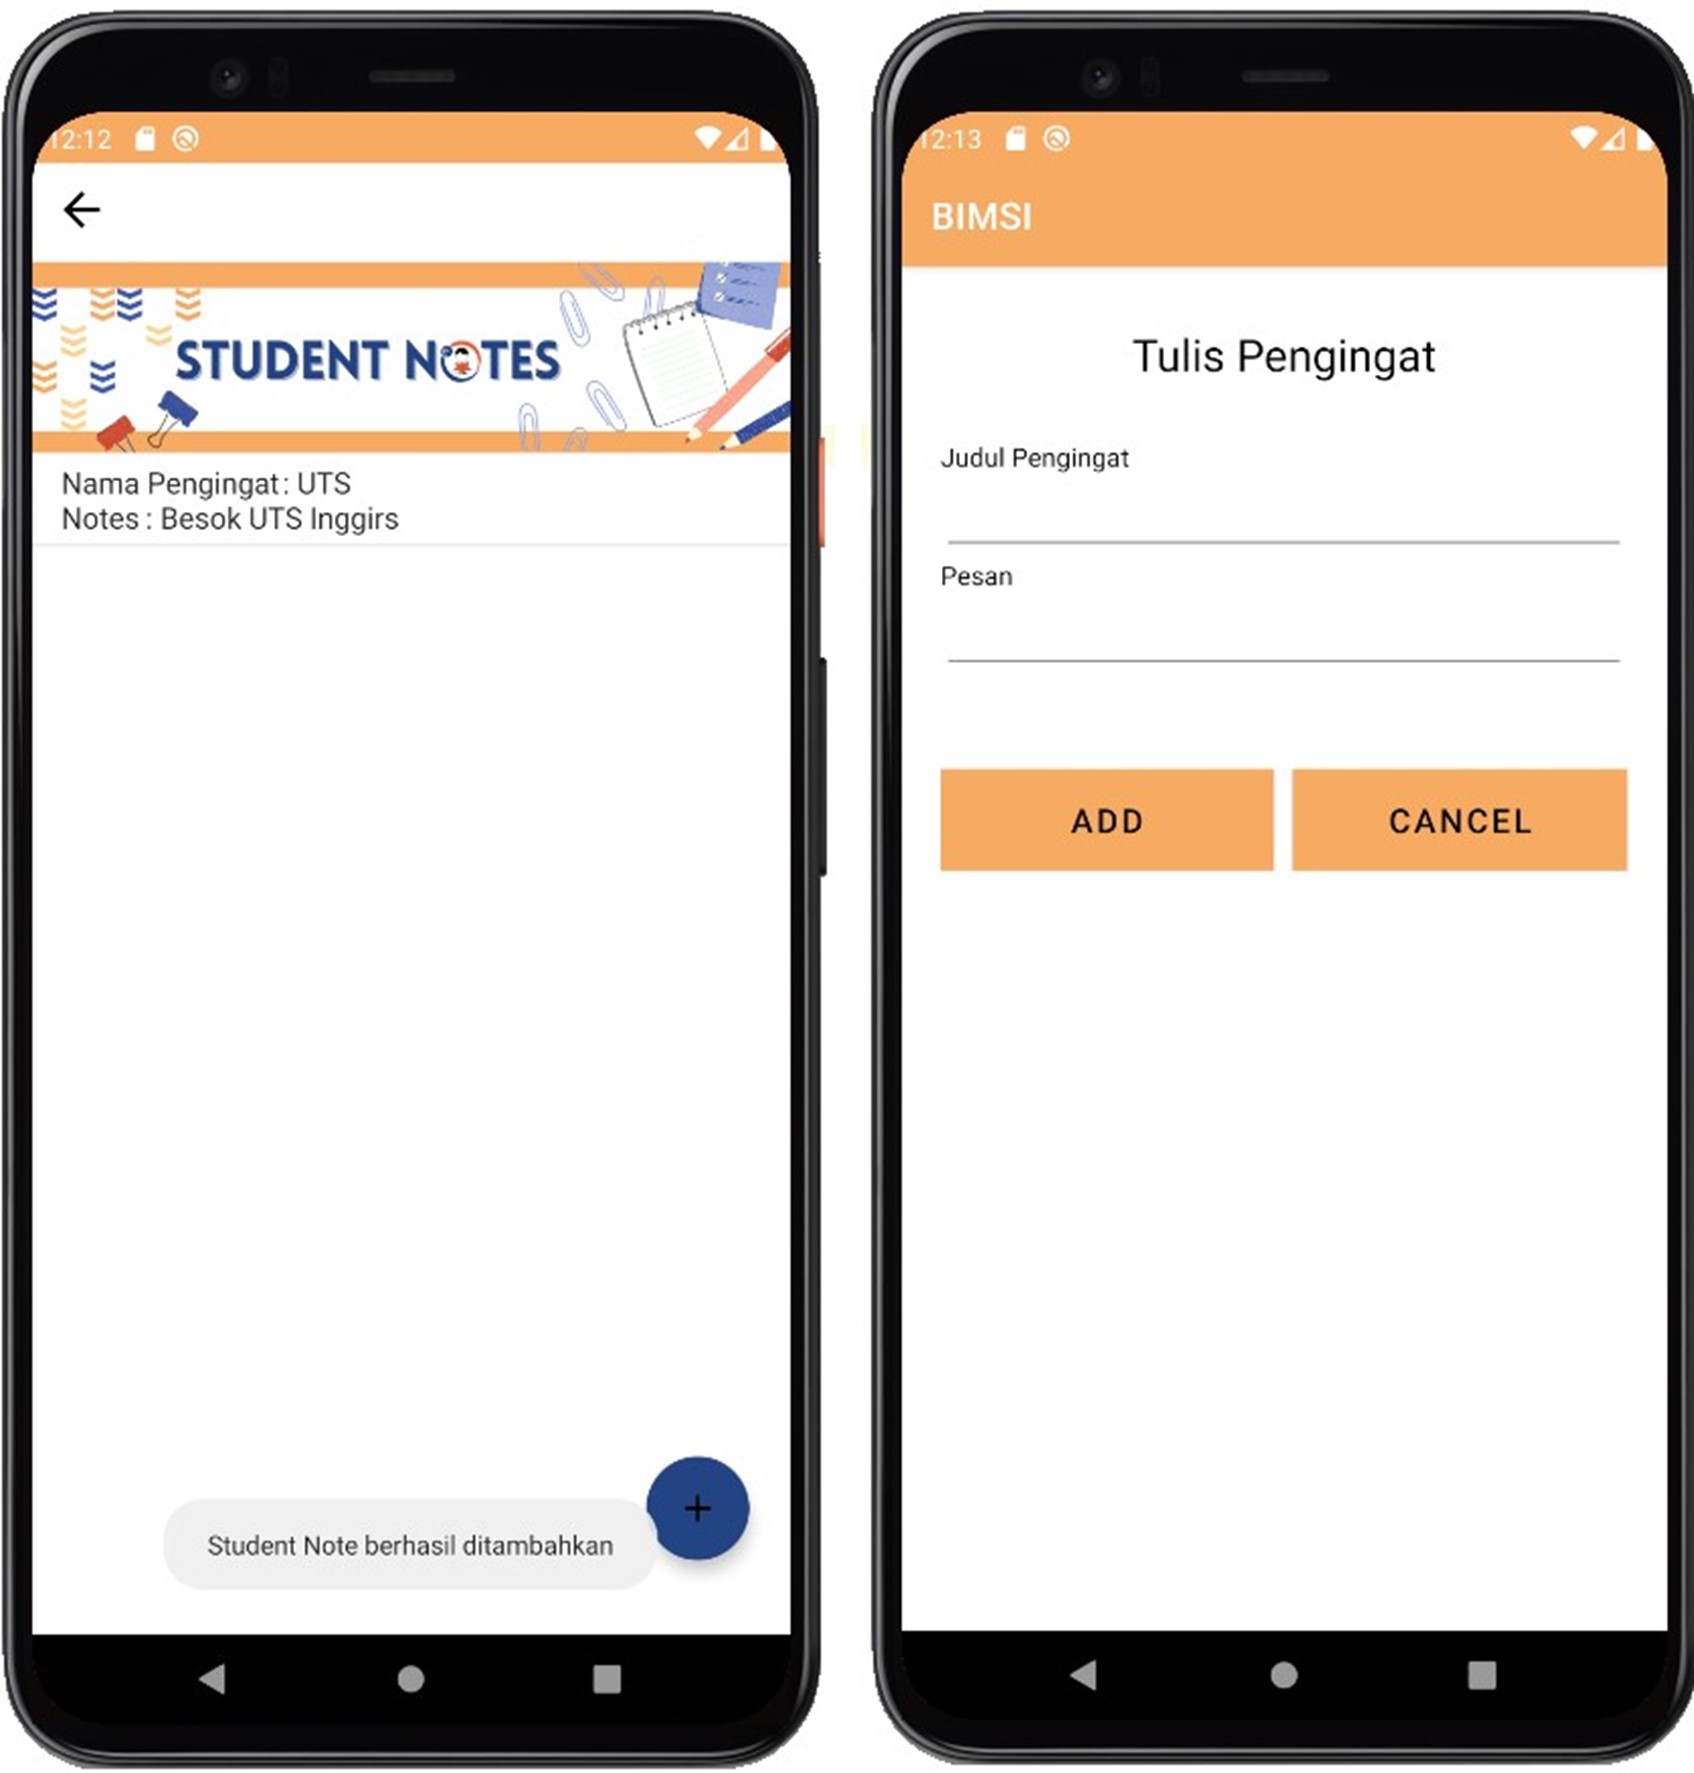 12:12
STUDENT NOTES
Nama Pengingat: UTS
Notes : Besok UTS Inggirs
Student Note berhasil ditambahkan
+
12:13
BIMSI
Tulis Pengingat
Judul Pengingat
Pesan
ADD
CANCEL